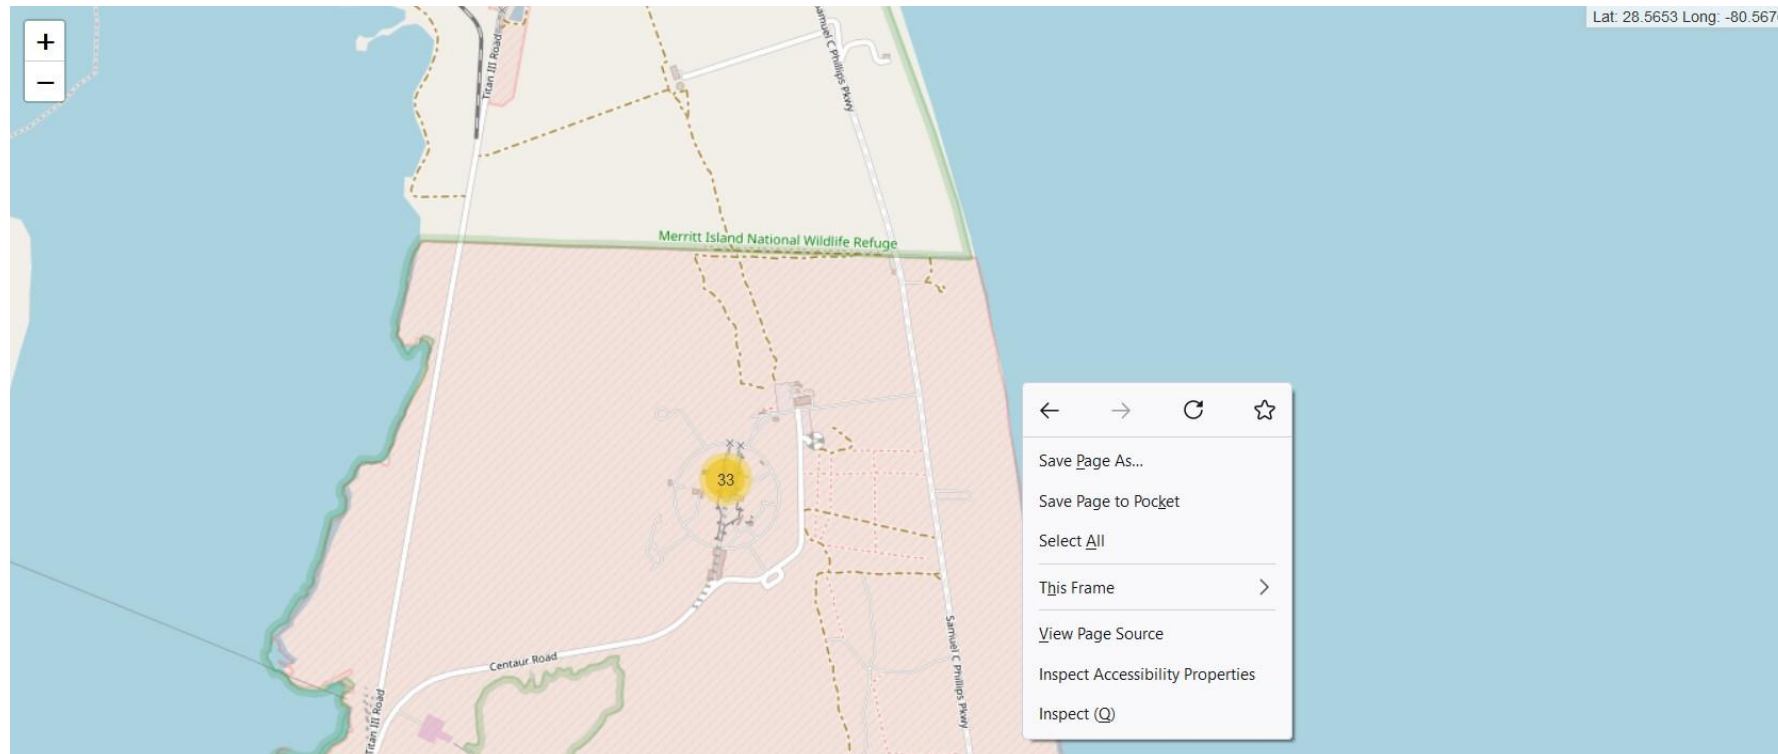 +
−
Lat: 28.5653 Long: -80.567
Titan III Road
Samuel C Phillips Pkwy
Merritt Island National Wildlife Refuge
33
Save Page As...
Save Page to Pocket
Select All
This Frame
View Page Source
Inspect Accessibility Properties
Inspect (Q)
Centaur Road
Samuel C Phillips Pkwy
Titan III Road